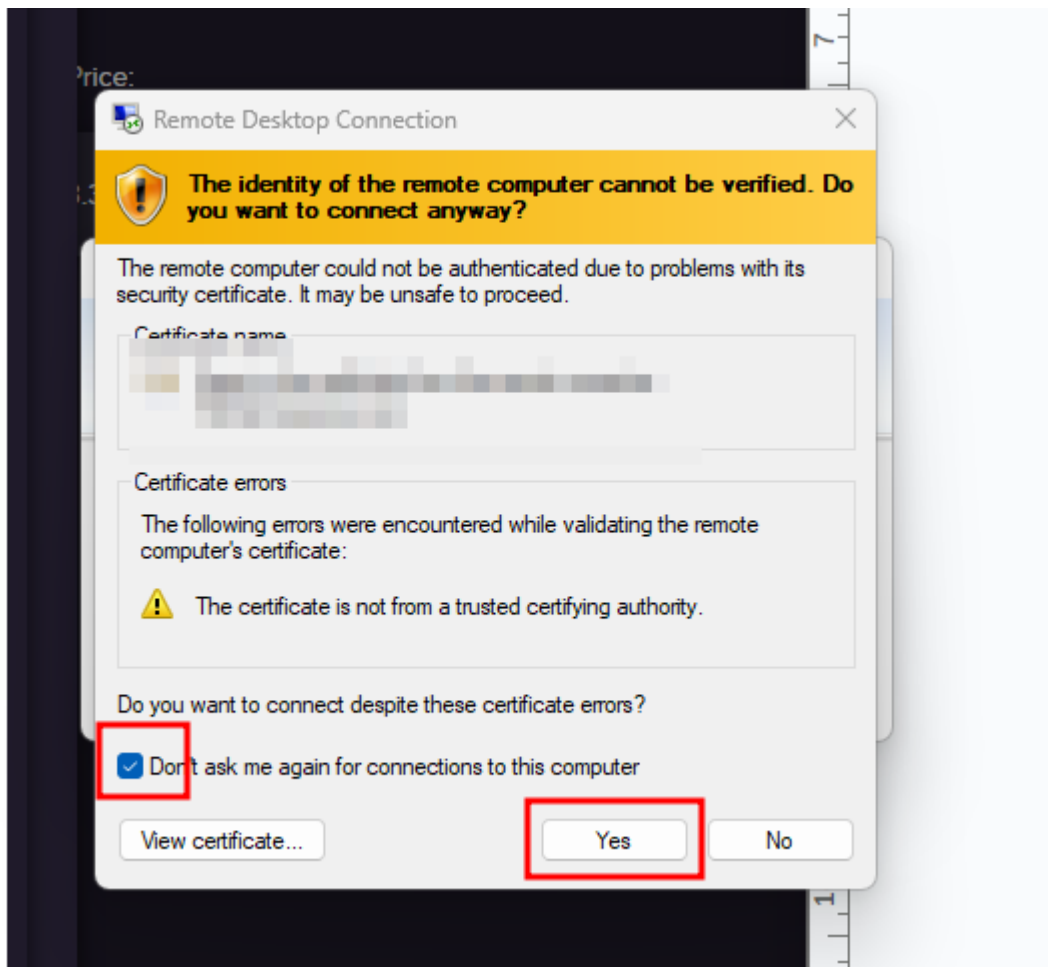 7
Price:
Remote Desktop Connection
The identity of the remote computer cannot be verified. Do
you want to connect anyway?
The remote computer could not be authenticated due to problems with its
security certificate. It may be unsafe to proceed.
Certificate name
Certificate errors
The following errors were encountered while validating the remote
computer's certificate:
The certificate is not from a trusted certifying authority.
Do you want to connect despite these certificate errors?
Don't ask me again for connections to this computer
View certificate...
Yes
No